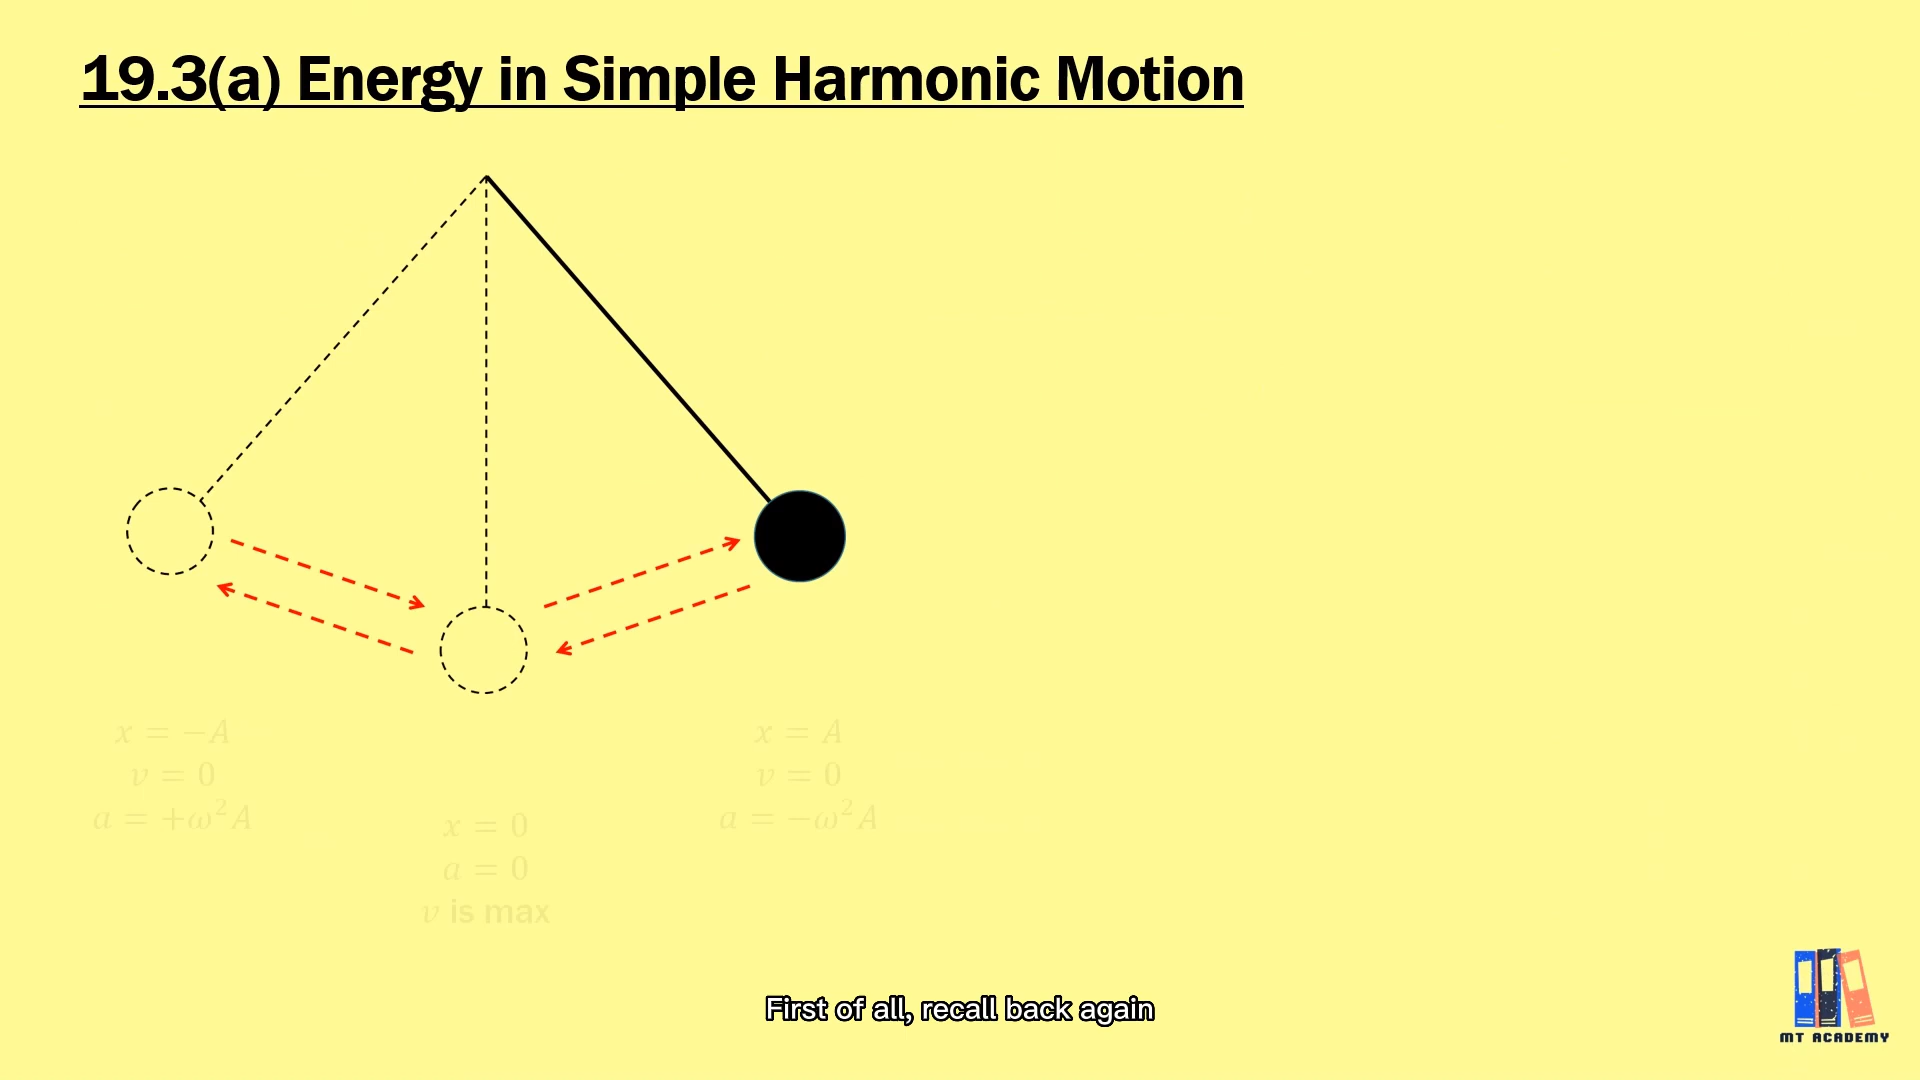 19.3(a) Energy in Simple Harmonic Motion
x = −A
v = 0
a = +ω²A
x = A
v = 0
a = −ω²A
x = 0
a = 0
v is max
First of all, recall back again
MT ACADEMY